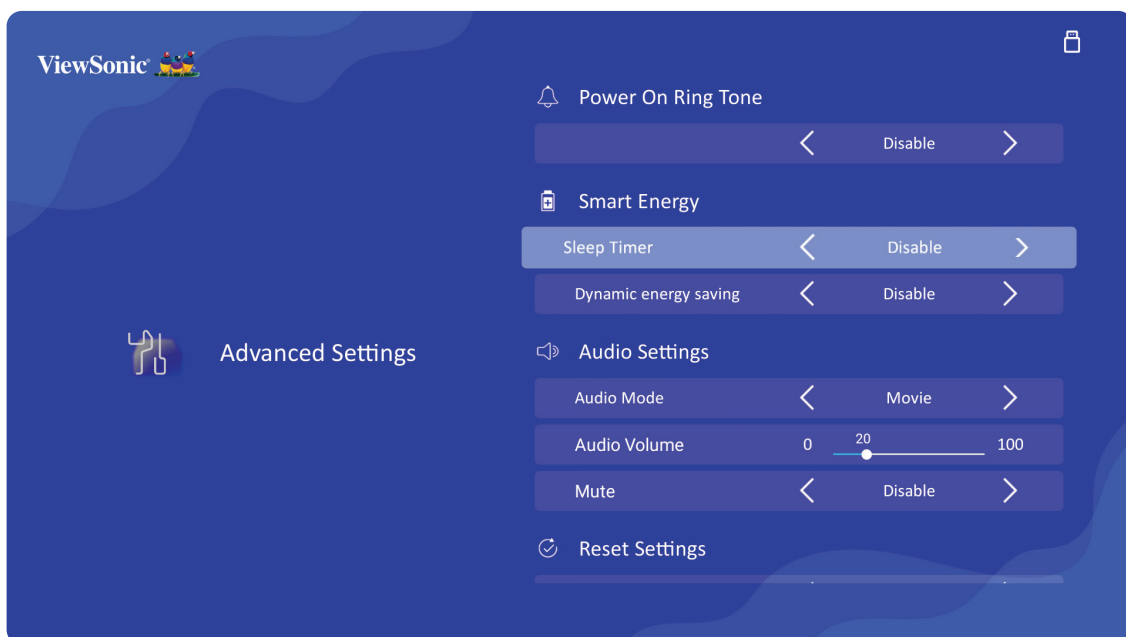 ViewSonic®
Power On Ring Tone
Disable
Smart Energy
Sleep Timer Disable
Dynamic energy saving Disable
Advanced Settings
Audio Settings
Audio Mode Movie
Audio Volume 0 20 100
Mute Disable
Reset Settings